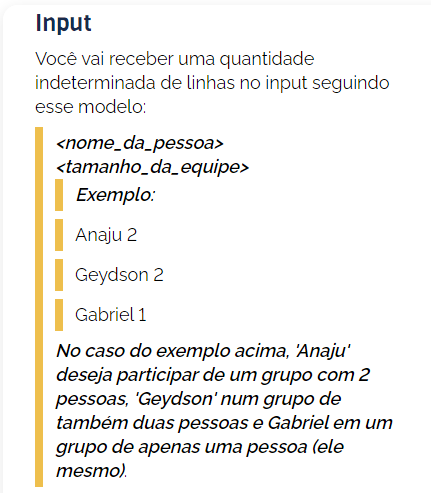 Input
Você vai receber uma quantidade
indeterminada de linhas no input seguindo
esse modelo:
<nome_da_pessoa>
<tamanho_da_equipe>
Exemplo:
Anaju 2
Geydson 2
Gabriel 1
No caso do exemplo acima, 'Anaju'
deseja participar de um grupo com 2
pessoas, 'Geydson' num grupo de
também duas pessoas e Gabriel em um
grupo de apenas uma pessoa (ele
mesmo).